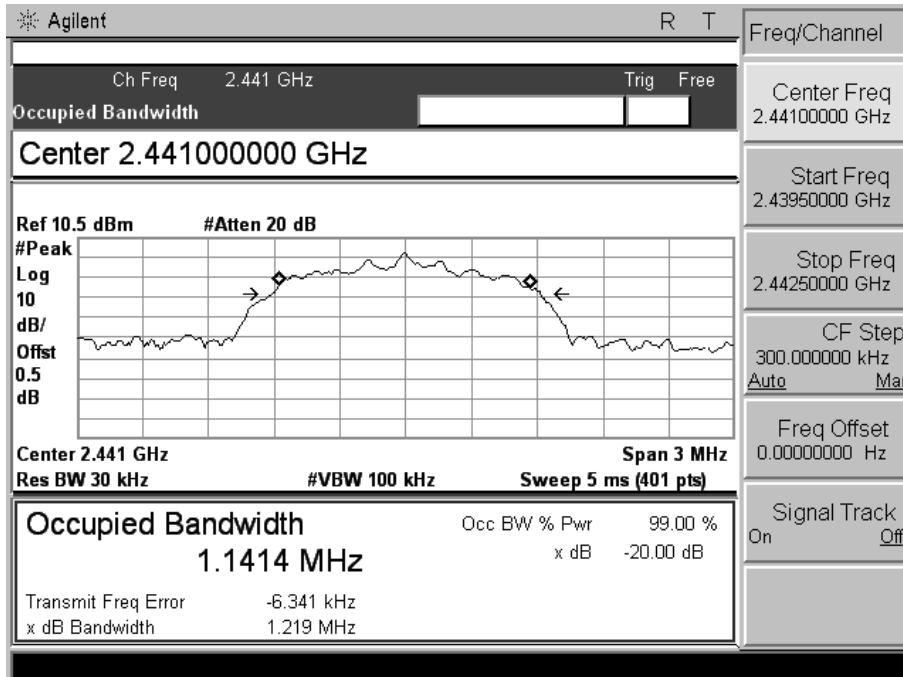 Agilent R T
Freq/Channel
Ch Freq 2.441 GHz Trig Free
Occupied Bandwidth
Center Freq
2.44100000 GHz
Center 2.441000000 GHz
Start Freq
2.43950000 GHz
Ref 10.5 dBm #Atten 20 dB
#Peak
Log
10
dB/
Offst
0.5
dB
Stop Freq
2.44250000 GHz
CF Step
300.000000 kHz
Auto Mar
Center 2.441 GHz Span 3 MHz
Res BW 30 kHz #VBW 100 kHz Sweep 5 ms (401 pts)
Freq Offset
0.00000000 Hz
Occupied Bandwidth
1.1414 MHz
Occ BW % Pwr 99.00 %
x dB -20.00 dB
Transmit Freq Error -6.341 kHz
x dB Bandwidth 1.219 MHz
Signal Track
On Off